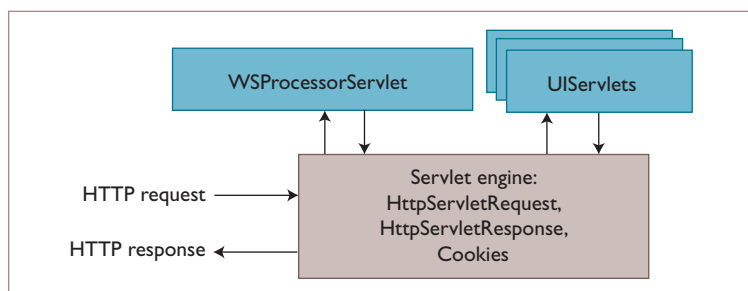 WSProcessorServlet
UIServlets
HTTP request
HTTP response
Servlet engine:
HttpServletRequest,
HttpServletResponse,
Cookies